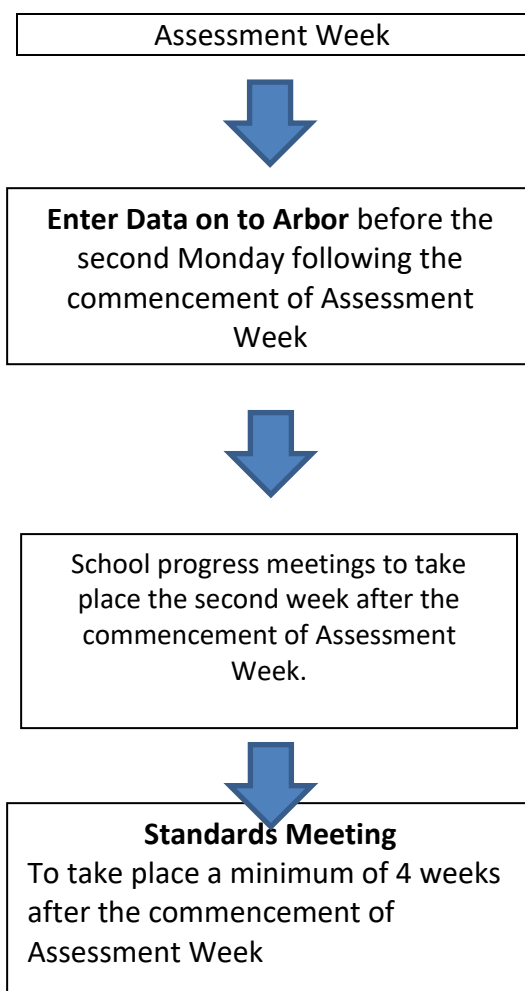 Assessment Week
Enter Data on to Arbor before the
second Monday following the
commencement of Assessment
Week
School progress meetings to take
place the second week after the
commencement of Assessment
Week.
Standards Meeting
To take place a minimum of 4 weeks
after the commencement of
Assessment Week